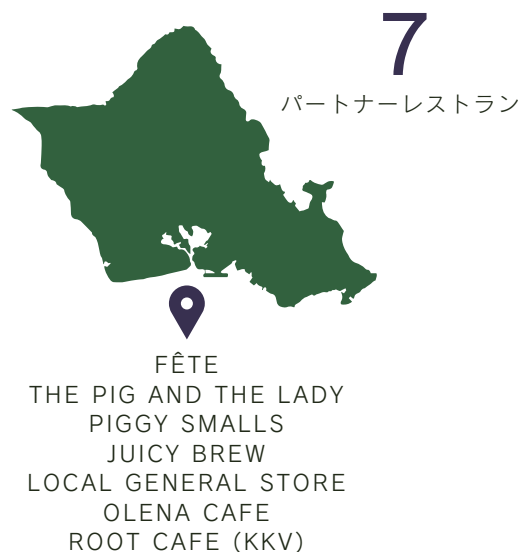 7
パートナーレストラン
FÊTE
THE PIG AND THE LADY
PIGGY SMALLS
JUICY BREW
LOCAL GENERAL STORE
OLENA CAFE
ROOT CAFE (KKV)